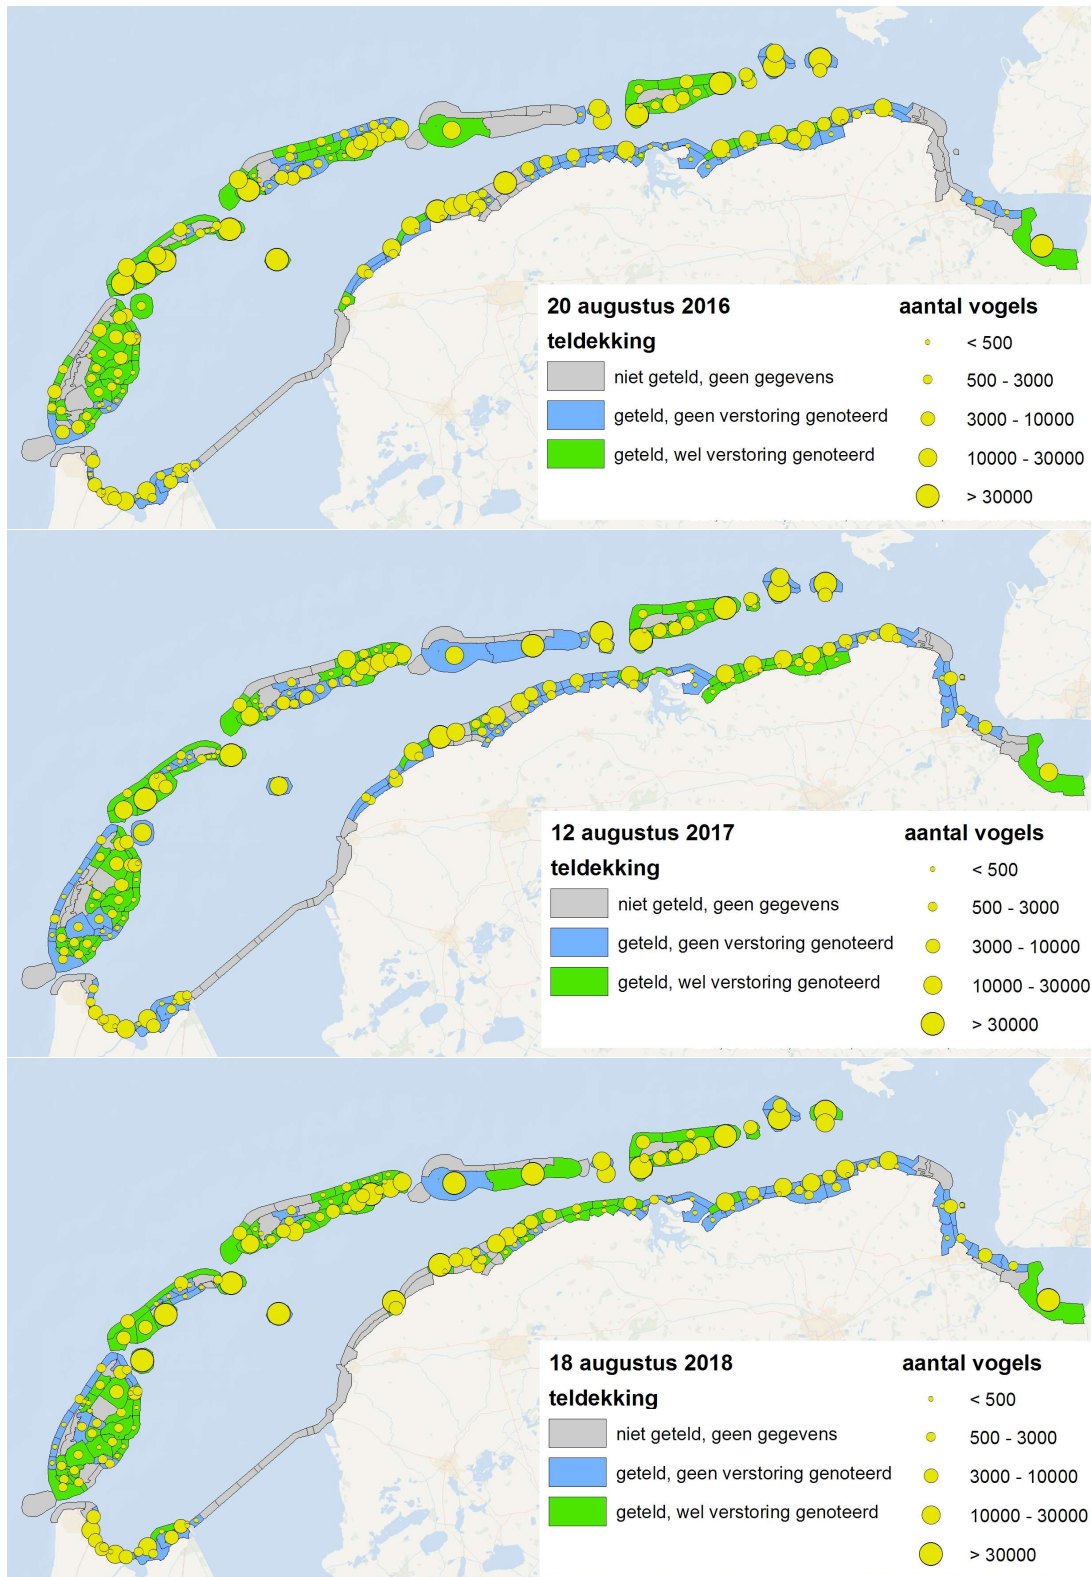 20 augustus 2016
teldekking
niet geteld, geen gegevens
geteld, geen verstoring genoteerd
geteld, wel verstoring genoteerd
aantal vogels
< 500
500 - 3000
3000 - 10000
10000 - 30000
> 30000
12 augustus 2017
teldekking
niet geteld, geen gegevens
geteld, geen verstoring genoteerd
geteld, wel verstoring genoteerd
aantal vogels
< 500
500 - 3000
3000 - 10000
10000 - 30000
> 30000
18 augustus 2018
teldekking
niet geteld, geen gegevens
geteld, geen verstoring genoteerd
geteld, wel verstoring genoteerd
aantal vogels
< 500
500 - 3000
3000 - 10000
10000 - 30000
> 30000